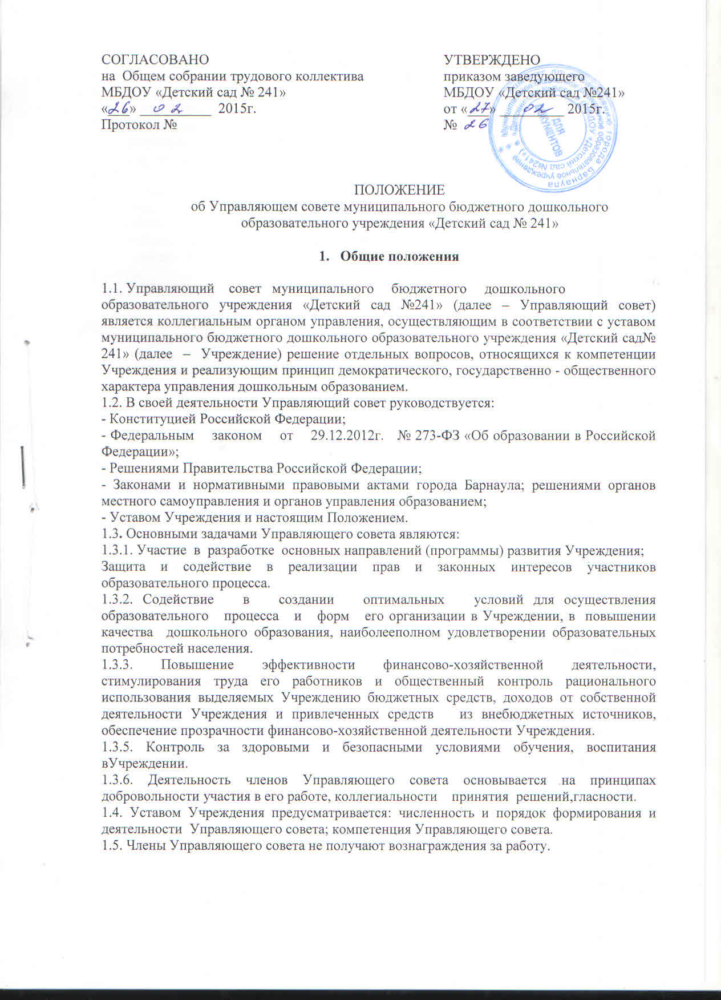 СОГЛАСОВАНО
на Общем собрании трудового коллектива
МБДОУ «Детский сад № 241»
«26» 02 2015г.
Протокол №
УТВЕРЖДЕНО
приказом заведующего
МБДОУ «Детский сад №241»
от «27» 02 2015г.
№ 26
ДЛЯ
ДОКУМЕНТОВ
города Барнаула
ПОЛОЖЕНИЕ
об Управляющем совете муниципального бюджетного дошкольного
образовательного учреждения «Детский сад № 241»
1. Общие положения
1.1. Управляющий совет муниципального бюджетного дошкольного
образовательного учреждения «Детский сад №241» (далее – Управляющий совет)
является коллегиальным органом управления, осуществляющим в соответствии с уставом
муниципального бюджетного дошкольного образовательного учреждения «Детский сад№
241» (далее – Учреждение) решение отдельных вопросов, относящихся к компетенции
Учреждения и реализующим принцип демократического, государственно - общественного
характера управления дошкольным образованием.
1.2. В своей деятельности Управляющий совет руководствуется:
- Конституцией Российской Федерации;
- Федеральным законом от 29.12.2012г. № 273-ФЗ «Об образовании в Российской
Федерации»;
- Решениями Правительства Российской Федерации;
- Законами и нормативными правовыми актами города Барнаула; решениями органов
местного самоуправления и органов управления образованием;
- Уставом Учреждения и настоящим Положением.
1.3. Основными задачами Управляющего совета являются:
1.3.1. Участие в разработке основных направлений (программы) развития Учреждения;
Защита и содействие в реализации прав и законных интересов участников
образовательного процесса.
1.3.2. Содействие в создании оптимальных условий для осуществления
образовательного процесса и форм его организации в Учреждении, в повышении
качества дошкольного образования, наиболееполном удовлетворении образовательных
потребностей населения.
1.3.3. Повышение эффективности финансово-хозяйственной деятельности,
стимулирования труда его работников и общественный контроль рационального
использования выделяемых Учреждению бюджетных средств, доходов от собственной
деятельности Учреждения и привлеченных средств из внебюджетных источников,
обеспечение прозрачности финансово-хозяйственной деятельности Учреждения.
1.3.5. Контроль за здоровыми и безопасными условиями обучения, воспитания
вУчреждении.
1.3.6. Деятельность членов Управляющего совета основывается на принципах
добровольности участия в его работе, коллегиальности принятия решений,гласности.
1.4. Уставом Учреждения предусматривается: численность и порядок формирования и
деятельности Управляющего совета; компетенция Управляющего совета.
1.5. Члены Управляющего совета не получают вознаграждения за работу.